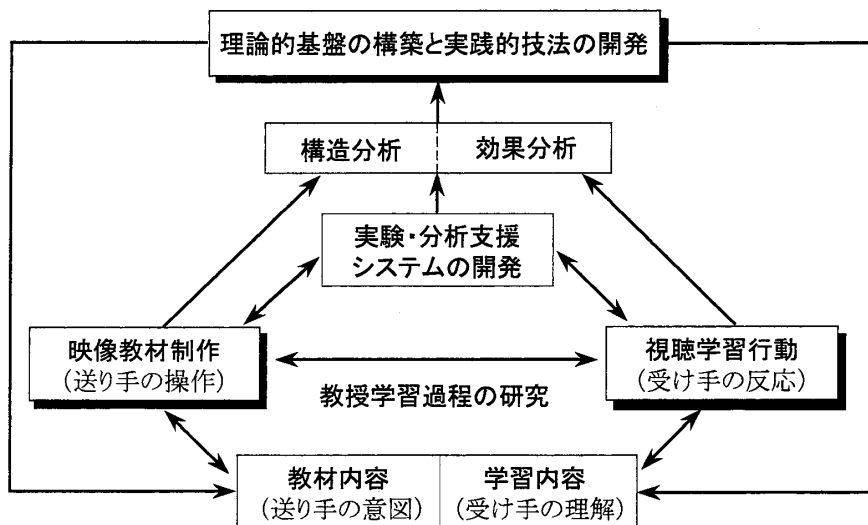 理論的基盤の構築と実践的技法の開発
構造分析
効果分析
実験・分析支援
システムの開発
映像教材制作
(送り手の操作)
視聴学習行動
(受け手の反応)
教授学習過程の研究
教材内容
(送り手の意図)
学習内容
(受け手の理解)